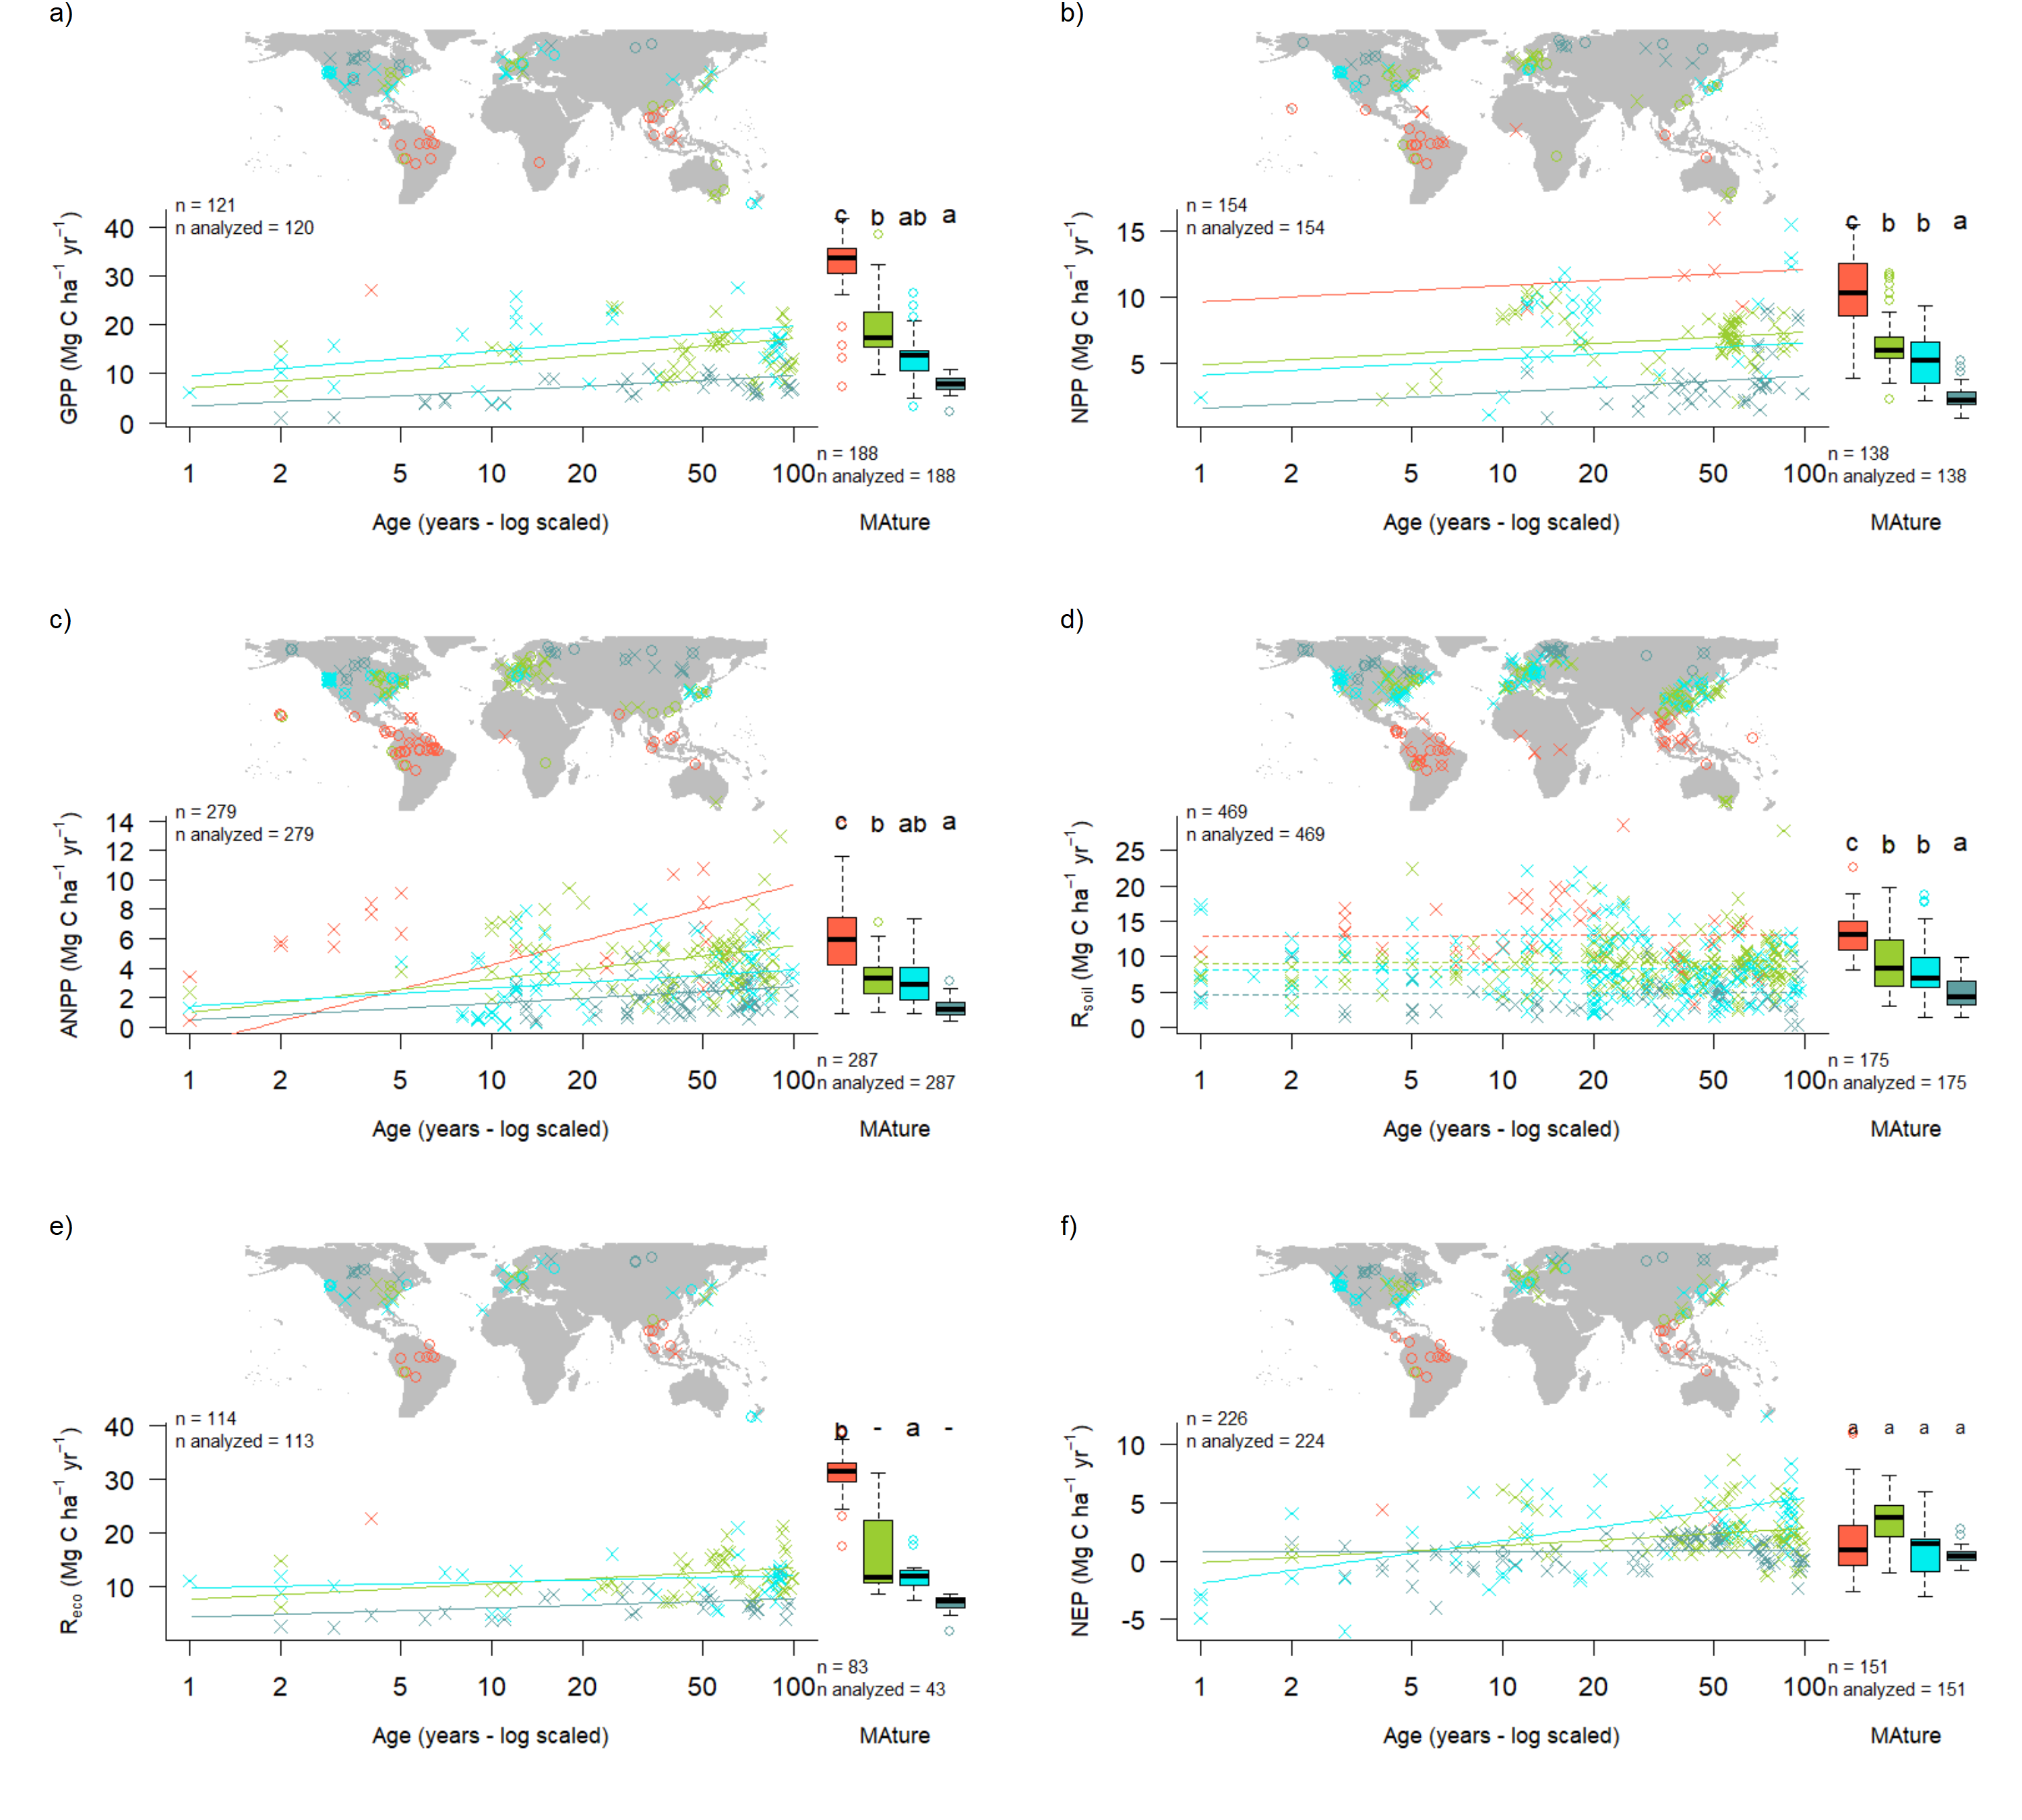 a)
n = 121
n analyzed = 120
GPP (Mg C ha⁻¹ yr⁻¹)
40
30
20
10
0
c b ab a
1 2 5 10 20 50 100
n = 188
n analyzed = 188
Age (years - log scaled)
MAture
b)
n = 154
n analyzed = 154
NPP (Mg C ha⁻¹ yr⁻¹)
15
10
5
c b b a
1 2 5 10 20 50 100
n = 138
n analyzed = 138
Age (years - log scaled)
MAture
c)
n = 279
n analyzed = 279
ANPP (Mg C ha⁻¹ yr⁻¹)
14
12
10
8
6
4
2
0
c b ab a
1 2 5 10 20 50 100
n = 287
n analyzed = 287
Age (years - log scaled)
MAture
d)
n = 469
n analyzed = 469
Rsoil (Mg C ha⁻¹ yr⁻¹)
25
20
15
10
5
0
c b b a
1 2 5 10 20 50 100
n = 175
n analyzed = 175
Age (years - log scaled)
MAture
e)
n = 114
n analyzed = 113
Reco (Mg C ha⁻¹ yr⁻¹)
40
30
20
10
b - a -
1 2 5 10 20 50 100
n = 83
n analyzed = 43
Age (years - log scaled)
MAture
f)
n = 226
n analyzed = 224
NEP (Mg C ha⁻¹ yr⁻¹)
10
5
0
-5
a a a a
1 2 5 10 20 50 100
n = 151
n analyzed = 151
Age (years - log scaled)
MAture